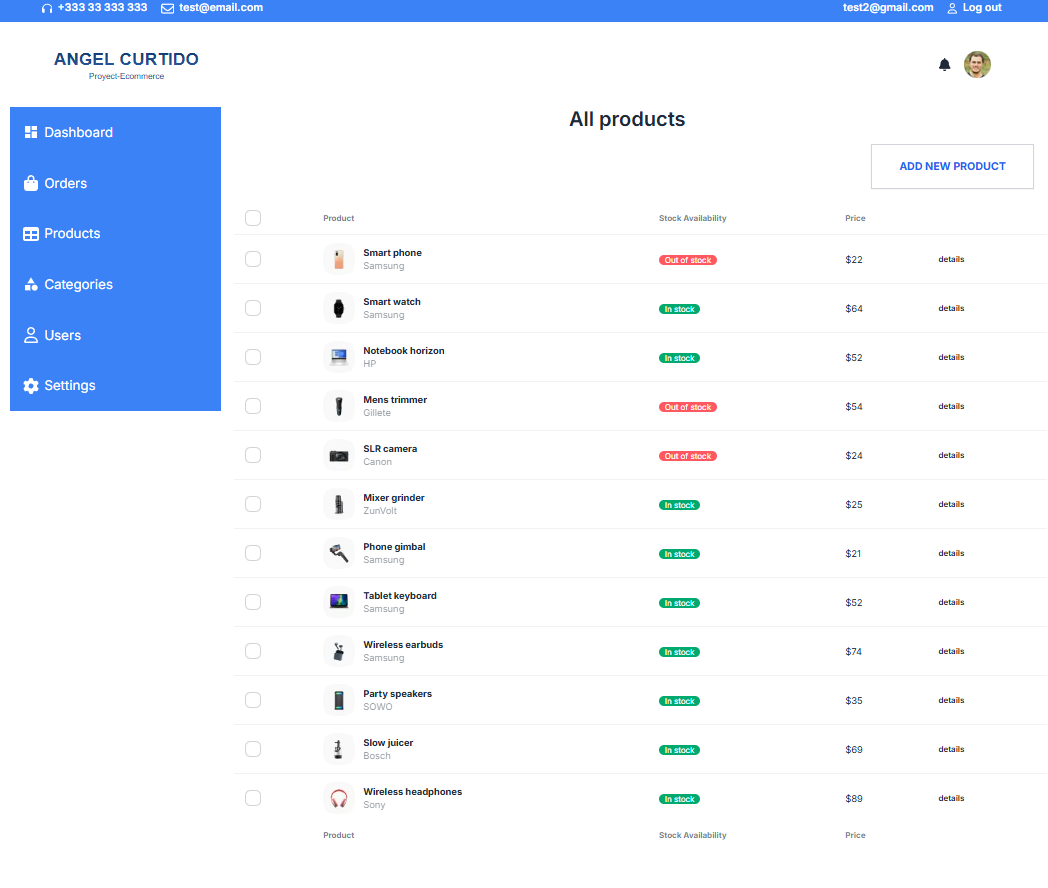 +333 33 333 333 test@email.com test2@gmail.com Log out
ANGEL CURTIDO
Proyect-Ecommerce
Dashboard
Orders
Products
Categories
Users
Settings
All products
ADD NEW PRODUCT
Product Stock Availability Price
Smart phone
Samsung
Out of stock $22 details
Smart watch
Samsung
In stock $64 details
Notebook horizon
HP
In stock $52 details
Mens trimmer
Gillete
Out of stock $54 details
SLR camera
Canon
Out of stock $24 details
Mixer grinder
ZunVolt
In stock $25 details
Phone gimbal
Samsung
In stock $21 details
Tablet keyboard
Samsung
In stock $52 details
Wireless earbuds
Samsung
In stock $74 details
Party speakers
SOWO
In stock $35 details
Slow juicer
Bosch
In stock $69 details
Wireless headphones
Sony
In stock $89 details
Product Stock Availability Price